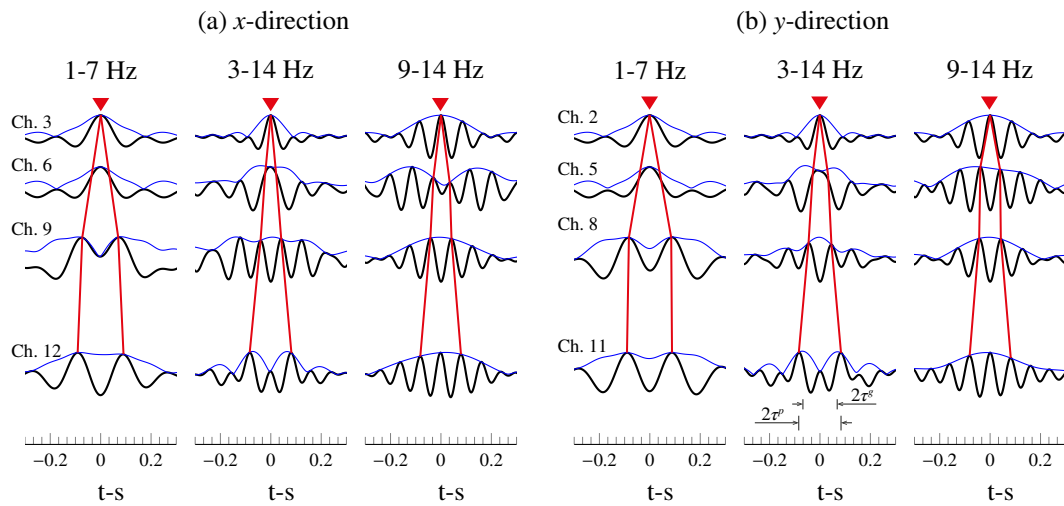 (a) x-direction (b) y-direction
1-7 Hz 3-14 Hz 9-14 Hz 1-7 Hz 3-14 Hz 9-14 Hz
Ch. 3 Ch. 2
Ch. 6 Ch. 5
Ch. 9 Ch. 8
Ch. 12 Ch. 11
2τᵍ
2τᵖ
−0.2 0 0.2 −0.2 0 0.2 −0.2 0 0.2 −0.2 0 0.2 −0.2 0 0.2 −0.2 0 0.2
t-s t-s t-s t-s t-s t-s